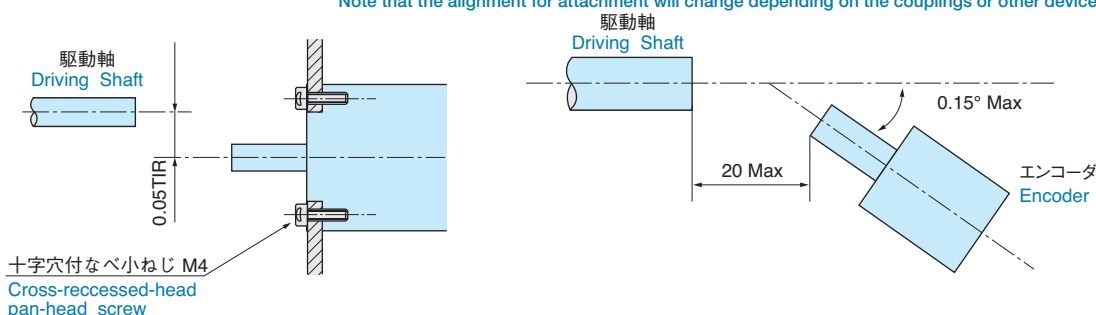 Note that the alignment for attachment will change depending on the couplings or other device
駆動軸
Driving Shaft
0.05TIR
十字穴付なべ小ねじ M4
Cross-reccessed-head
pan-head screw
駆動軸
Driving Shaft
0.15° Max
20 Max
エンコーダ
Encoder